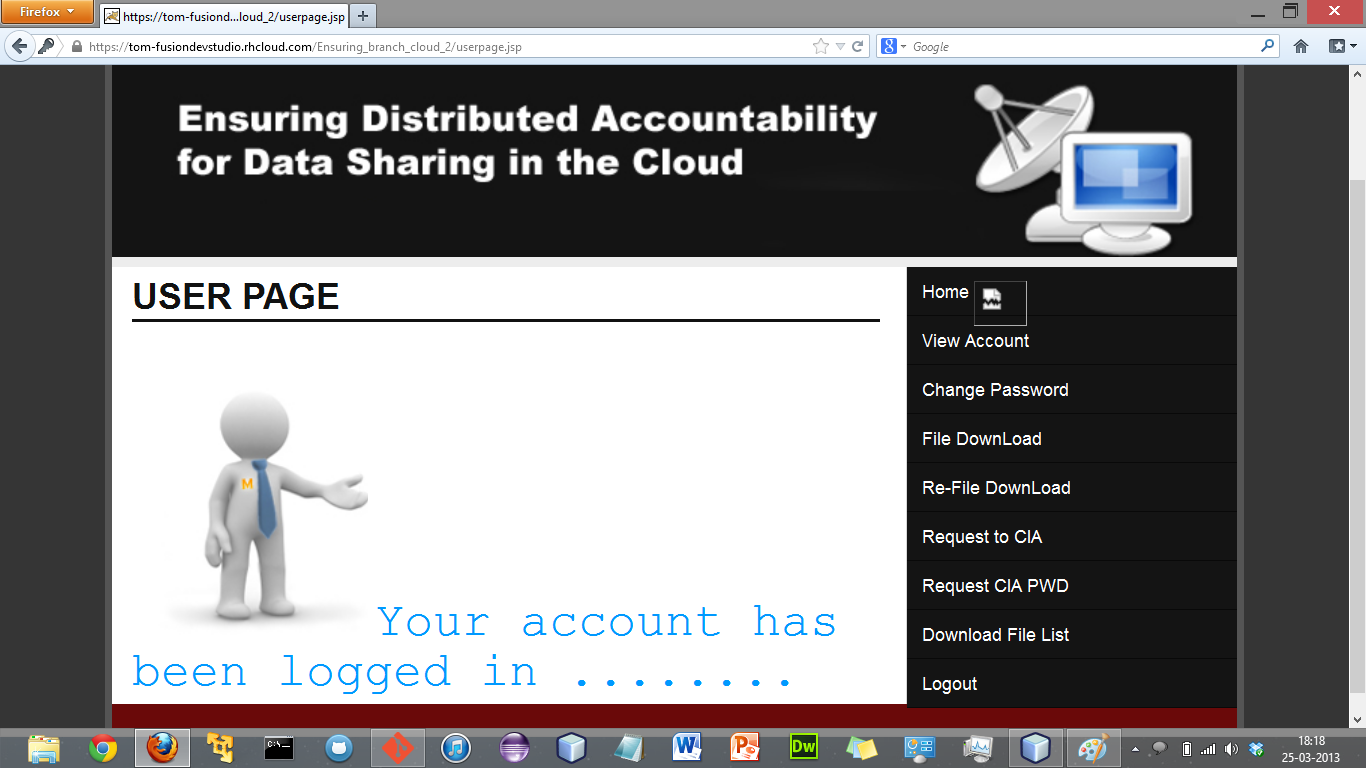 Firefox
https://tom-fusiond...loud_2/userpage.jsp
https://tom-fusiondevstudio.rhcloud.com/Ensuring_branch_cloud_2/userpage.jsp
Google
Ensuring Distributed Accountability
for Data Sharing in the Cloud
USER PAGE
M
Your account has
been logged in ........
Home
View Account
Change Password
File DownLoad
Re-File DownLoad
Request to CIA
Request CIA PWD
Download File List
Logout
18:18
25-03-2013